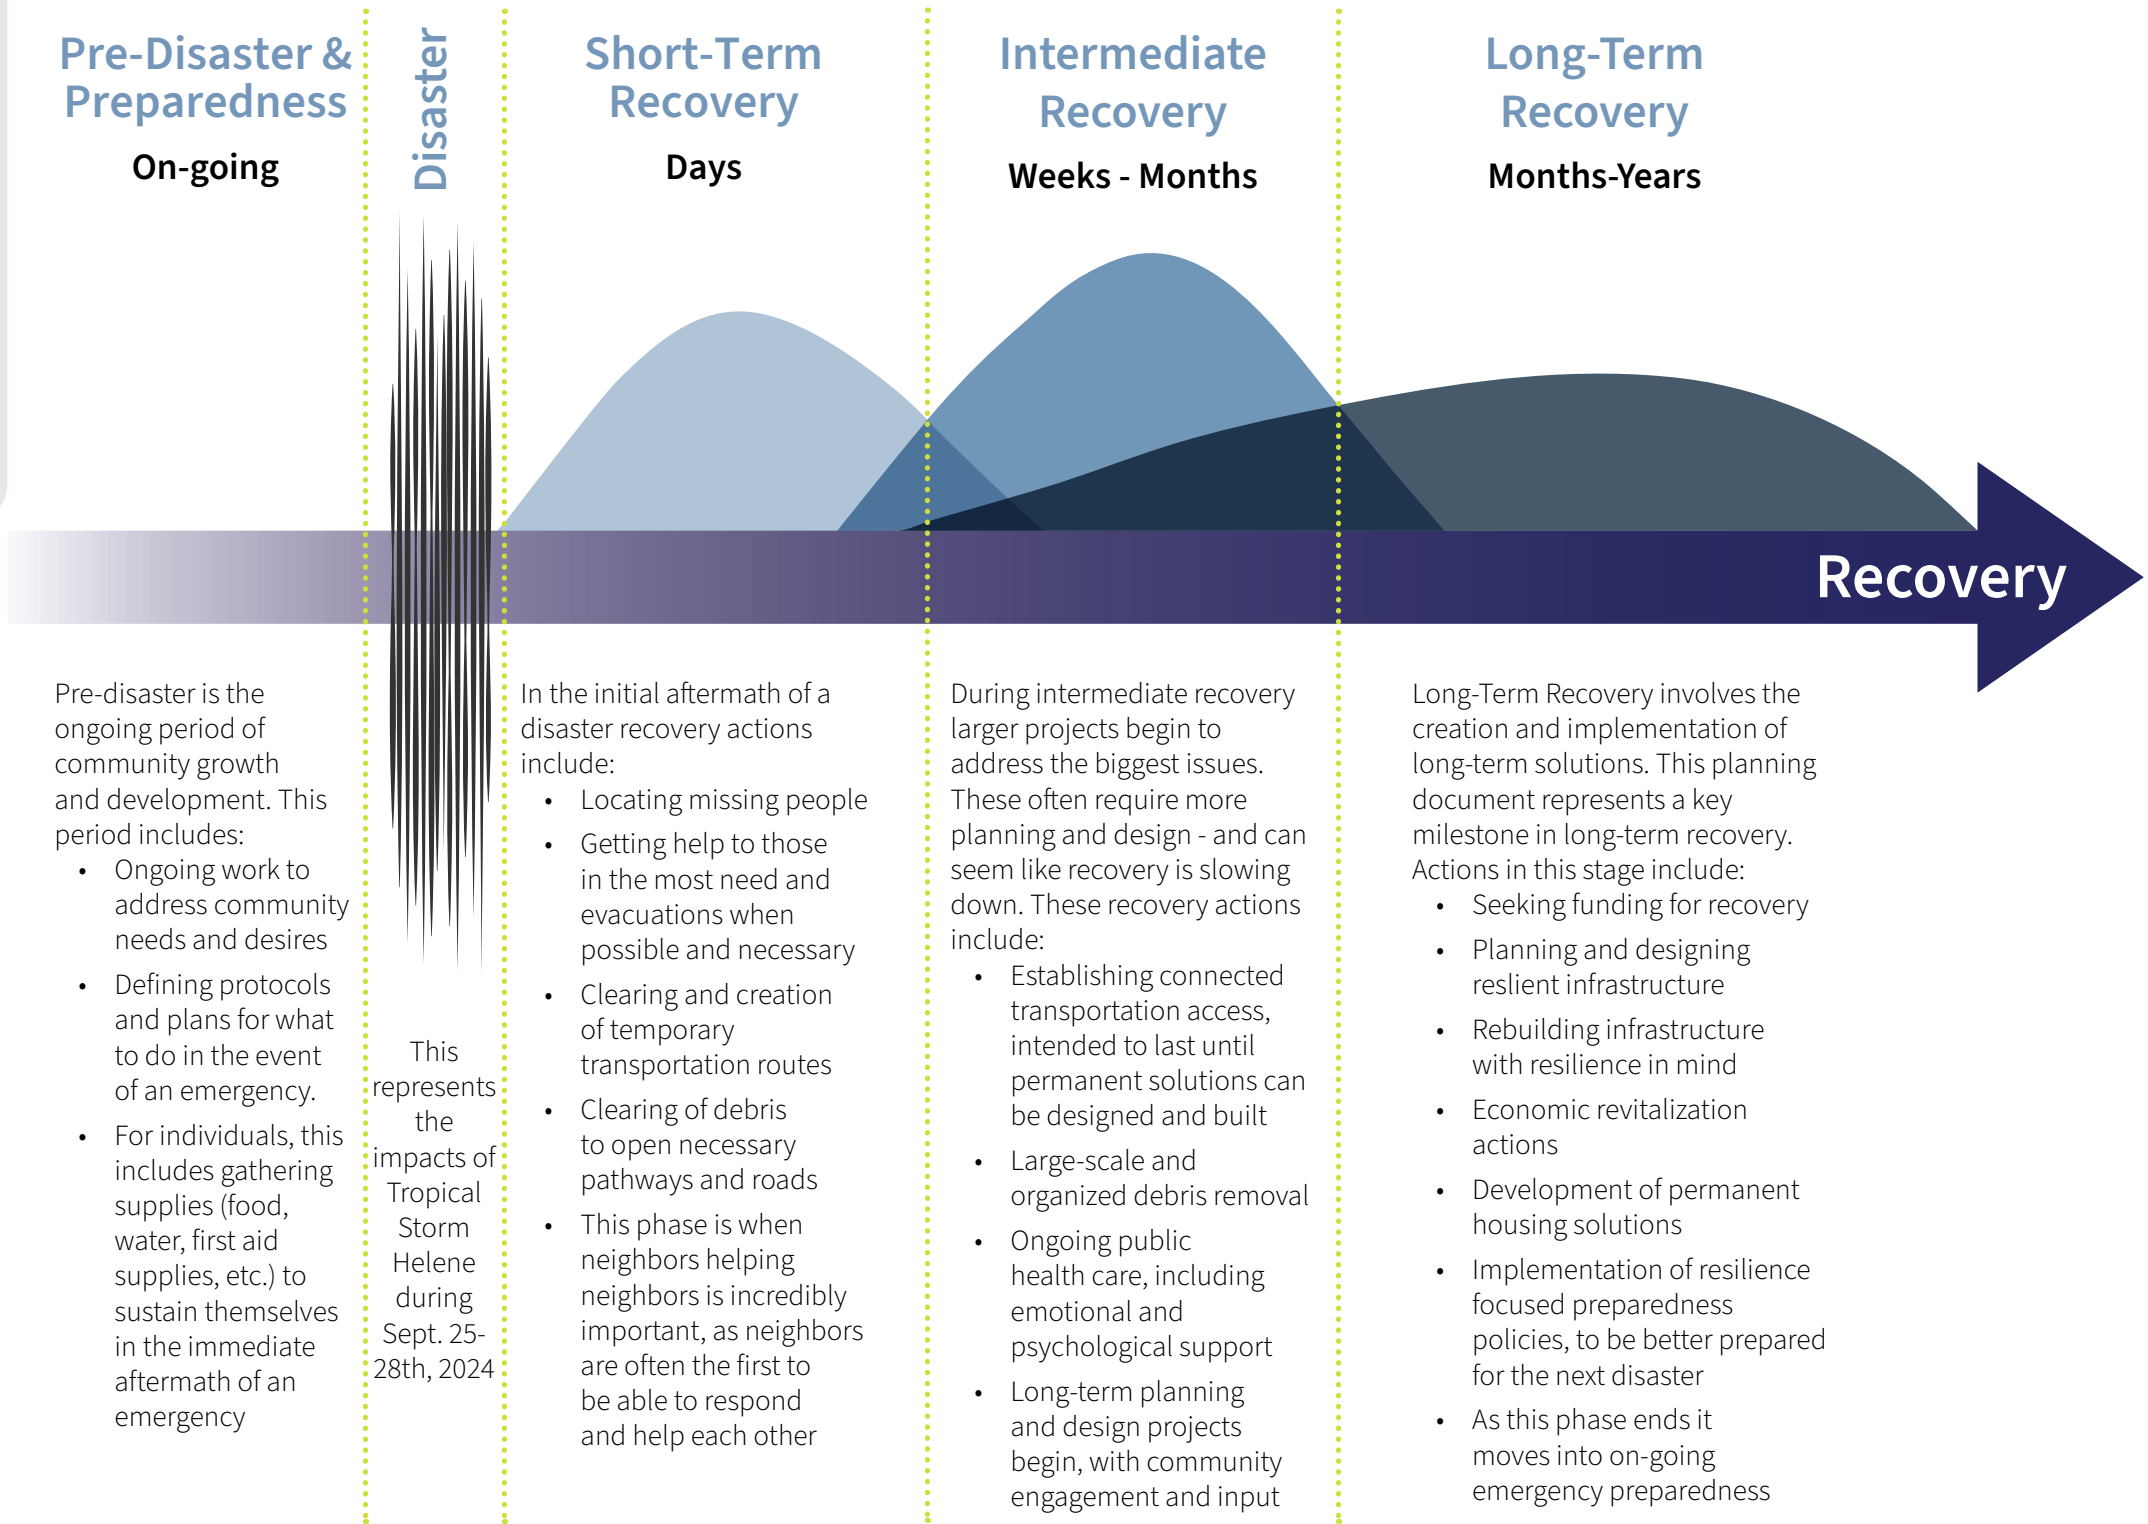 Pre-Disaster &
Preparedness
On-going
Disaster
Short-Term
Recovery
Days
Intermediate
Recovery
Weeks - Months
Long-Term
Recovery
Months-Years
Recovery
Pre-disaster is the
ongoing period of
community growth
and development. This
period includes:
• Ongoing work to
address community
needs and desires
• Defining protocols
and plans for what
to do in the event
of an emergency.
• For individuals, this
includes gathering
supplies (food,
water, first aid
supplies, etc.) to
sustain themselves
in the immediate
aftermath of an
emergency
This
represents
the
impacts of
Tropical
Storm
Helene
during
Sept. 25-
28th, 2024
In the initial aftermath of a
disaster recovery actions
include:
• Locating missing people
• Getting help to those
in the most need and
evacuations when
possible and necessary
• Clearing and creation
of temporary
transportation routes
• Clearing of debris
to open necessary
pathways and roads
• This phase is when
neighbors helping
neighbors is incredibly
important, as neighbors
are often the first to
be able to respond
and help each other
During intermediate recovery
larger projects begin to
address the biggest issues.
These often require more
planning and design - and can
seem like recovery is slowing
down. These recovery actions
include:
• Establishing connected
transportation access,
intended to last until
permanent solutions can
be designed and built
• Large-scale and
organized debris removal
• Ongoing public
health care, including
emotional and
psychological support
• Long-term planning
and design projects
begin, with community
engagement and input
Long-Term Recovery involves the
creation and implementation of
long-term solutions. This planning
document represents a key
milestone in long-term recovery.
Actions in this stage include:
• Seeking funding for recovery
• Planning and designing
reslient infrastructure
• Rebuilding infrastructure
with resilience in mind
• Economic revitalization
actions
• Development of permanent
housing solutions
• Implementation of resilience
focused preparedness
policies, to be better prepared
for the next disaster
• As this phase ends it
moves into on-going
emergency preparedness